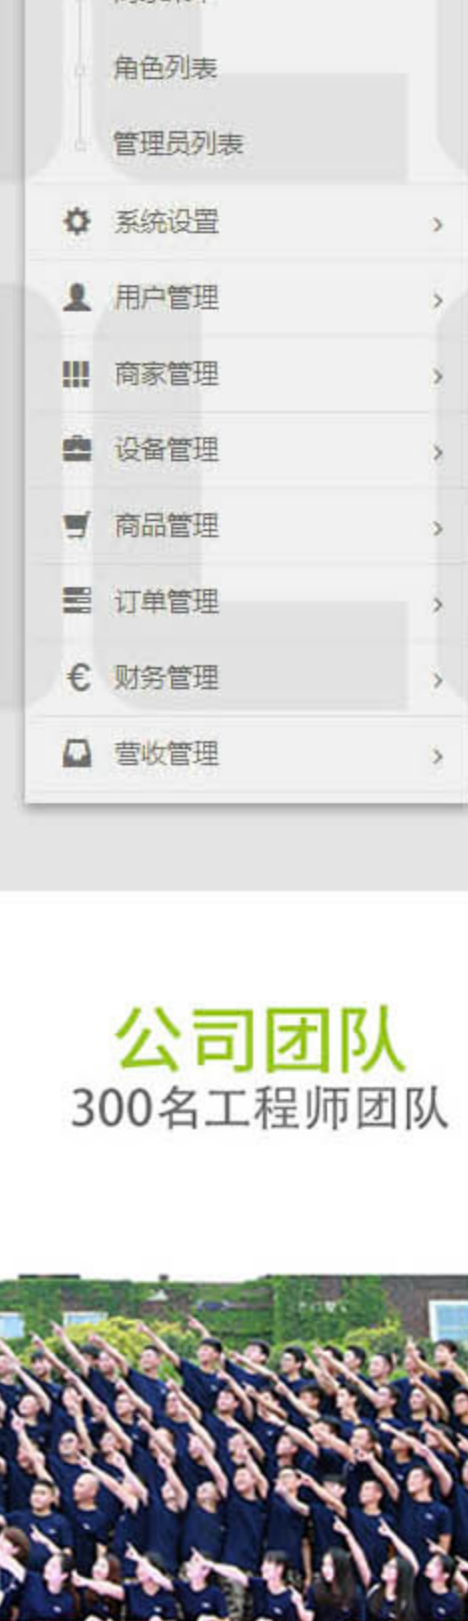 角色列表
管理员列表
系统设置
用户管理
商家管理
设备管理
商品管理
订单管理
财务管理
营收管理
公司团队
300名工程师团队